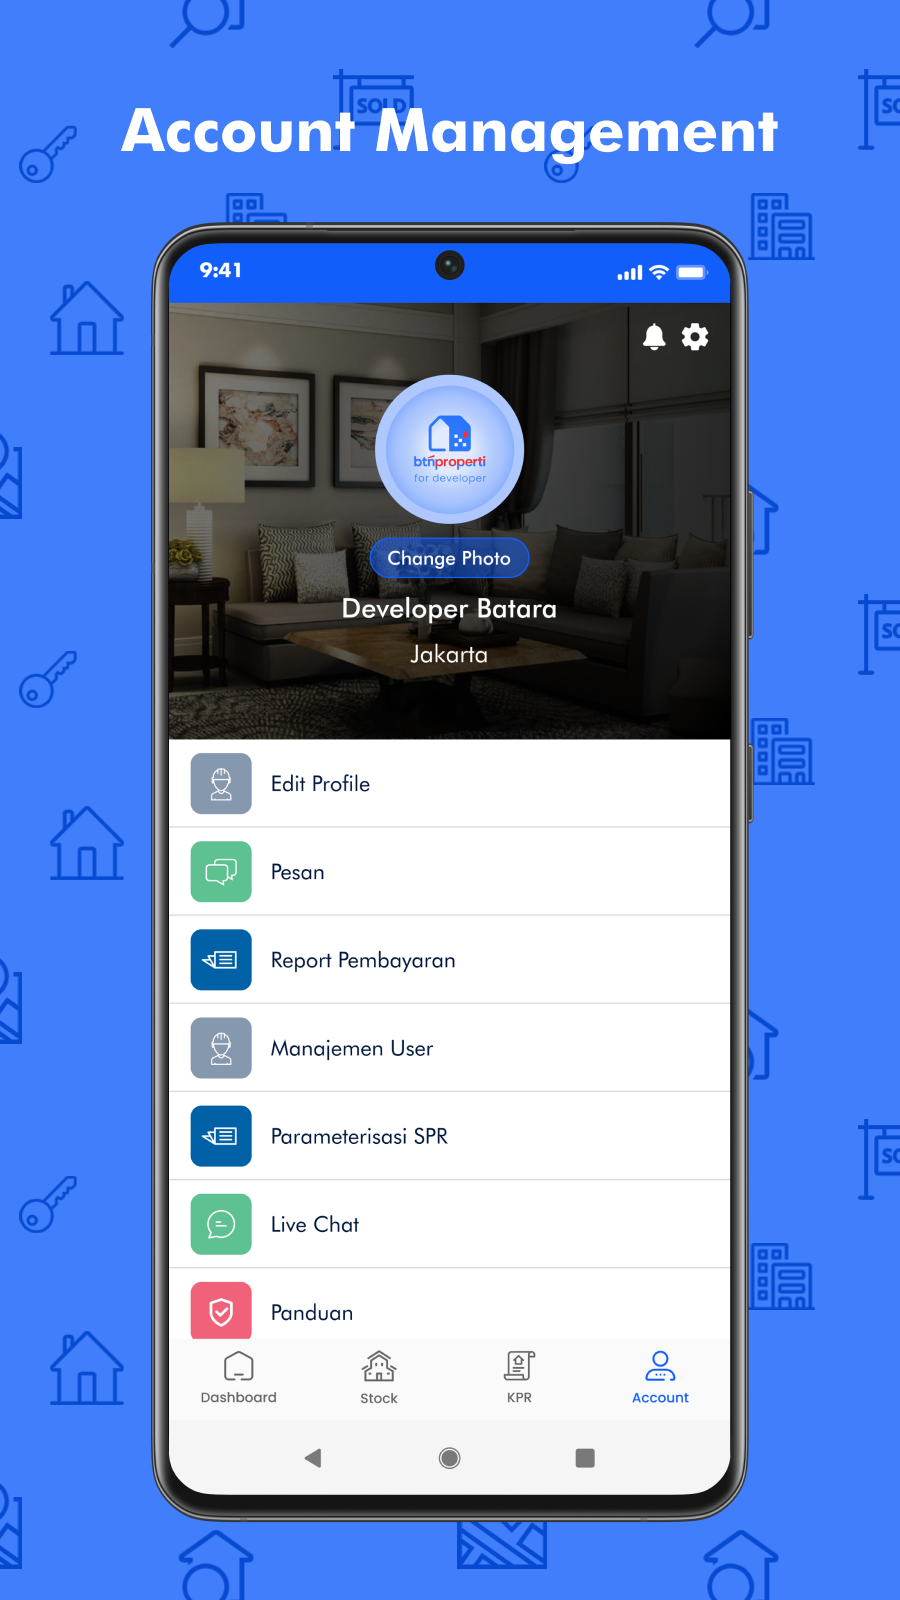 SOLD
Account Management
9:41
btnproperti
for developer
Change Photo
Developer Batara
Jakarta
Edit Profile
Pesan
Report Pembayaran
Manajemen User
Parameterisasi SPR
Live Chat
Panduan
Dashboard
Stock
KPR
Account